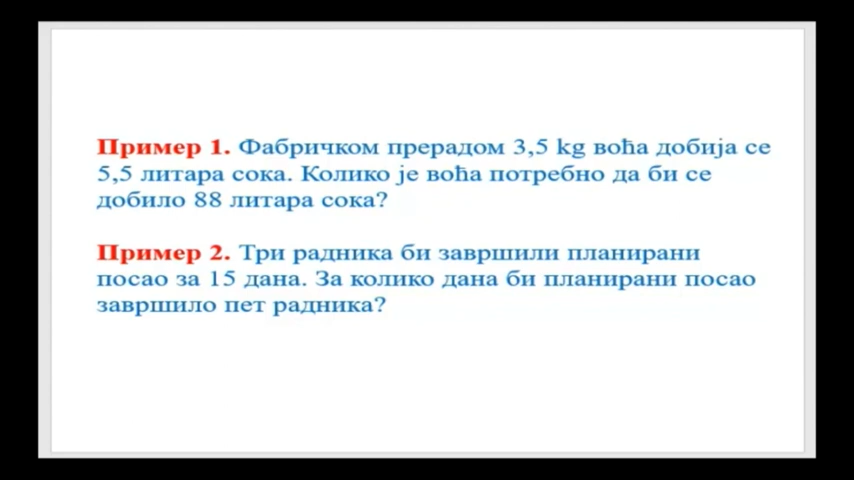 Пример 1. Фабричком прерадом 3,5 kg воћа добија се
5,5 литара сока. Колико је воћа потребно да би се
добило 88 литара сока?
Пример 2. Три радника би завршили планирани
посао за 15 дана. За колико дана би планирани посао
завршило пет радника?